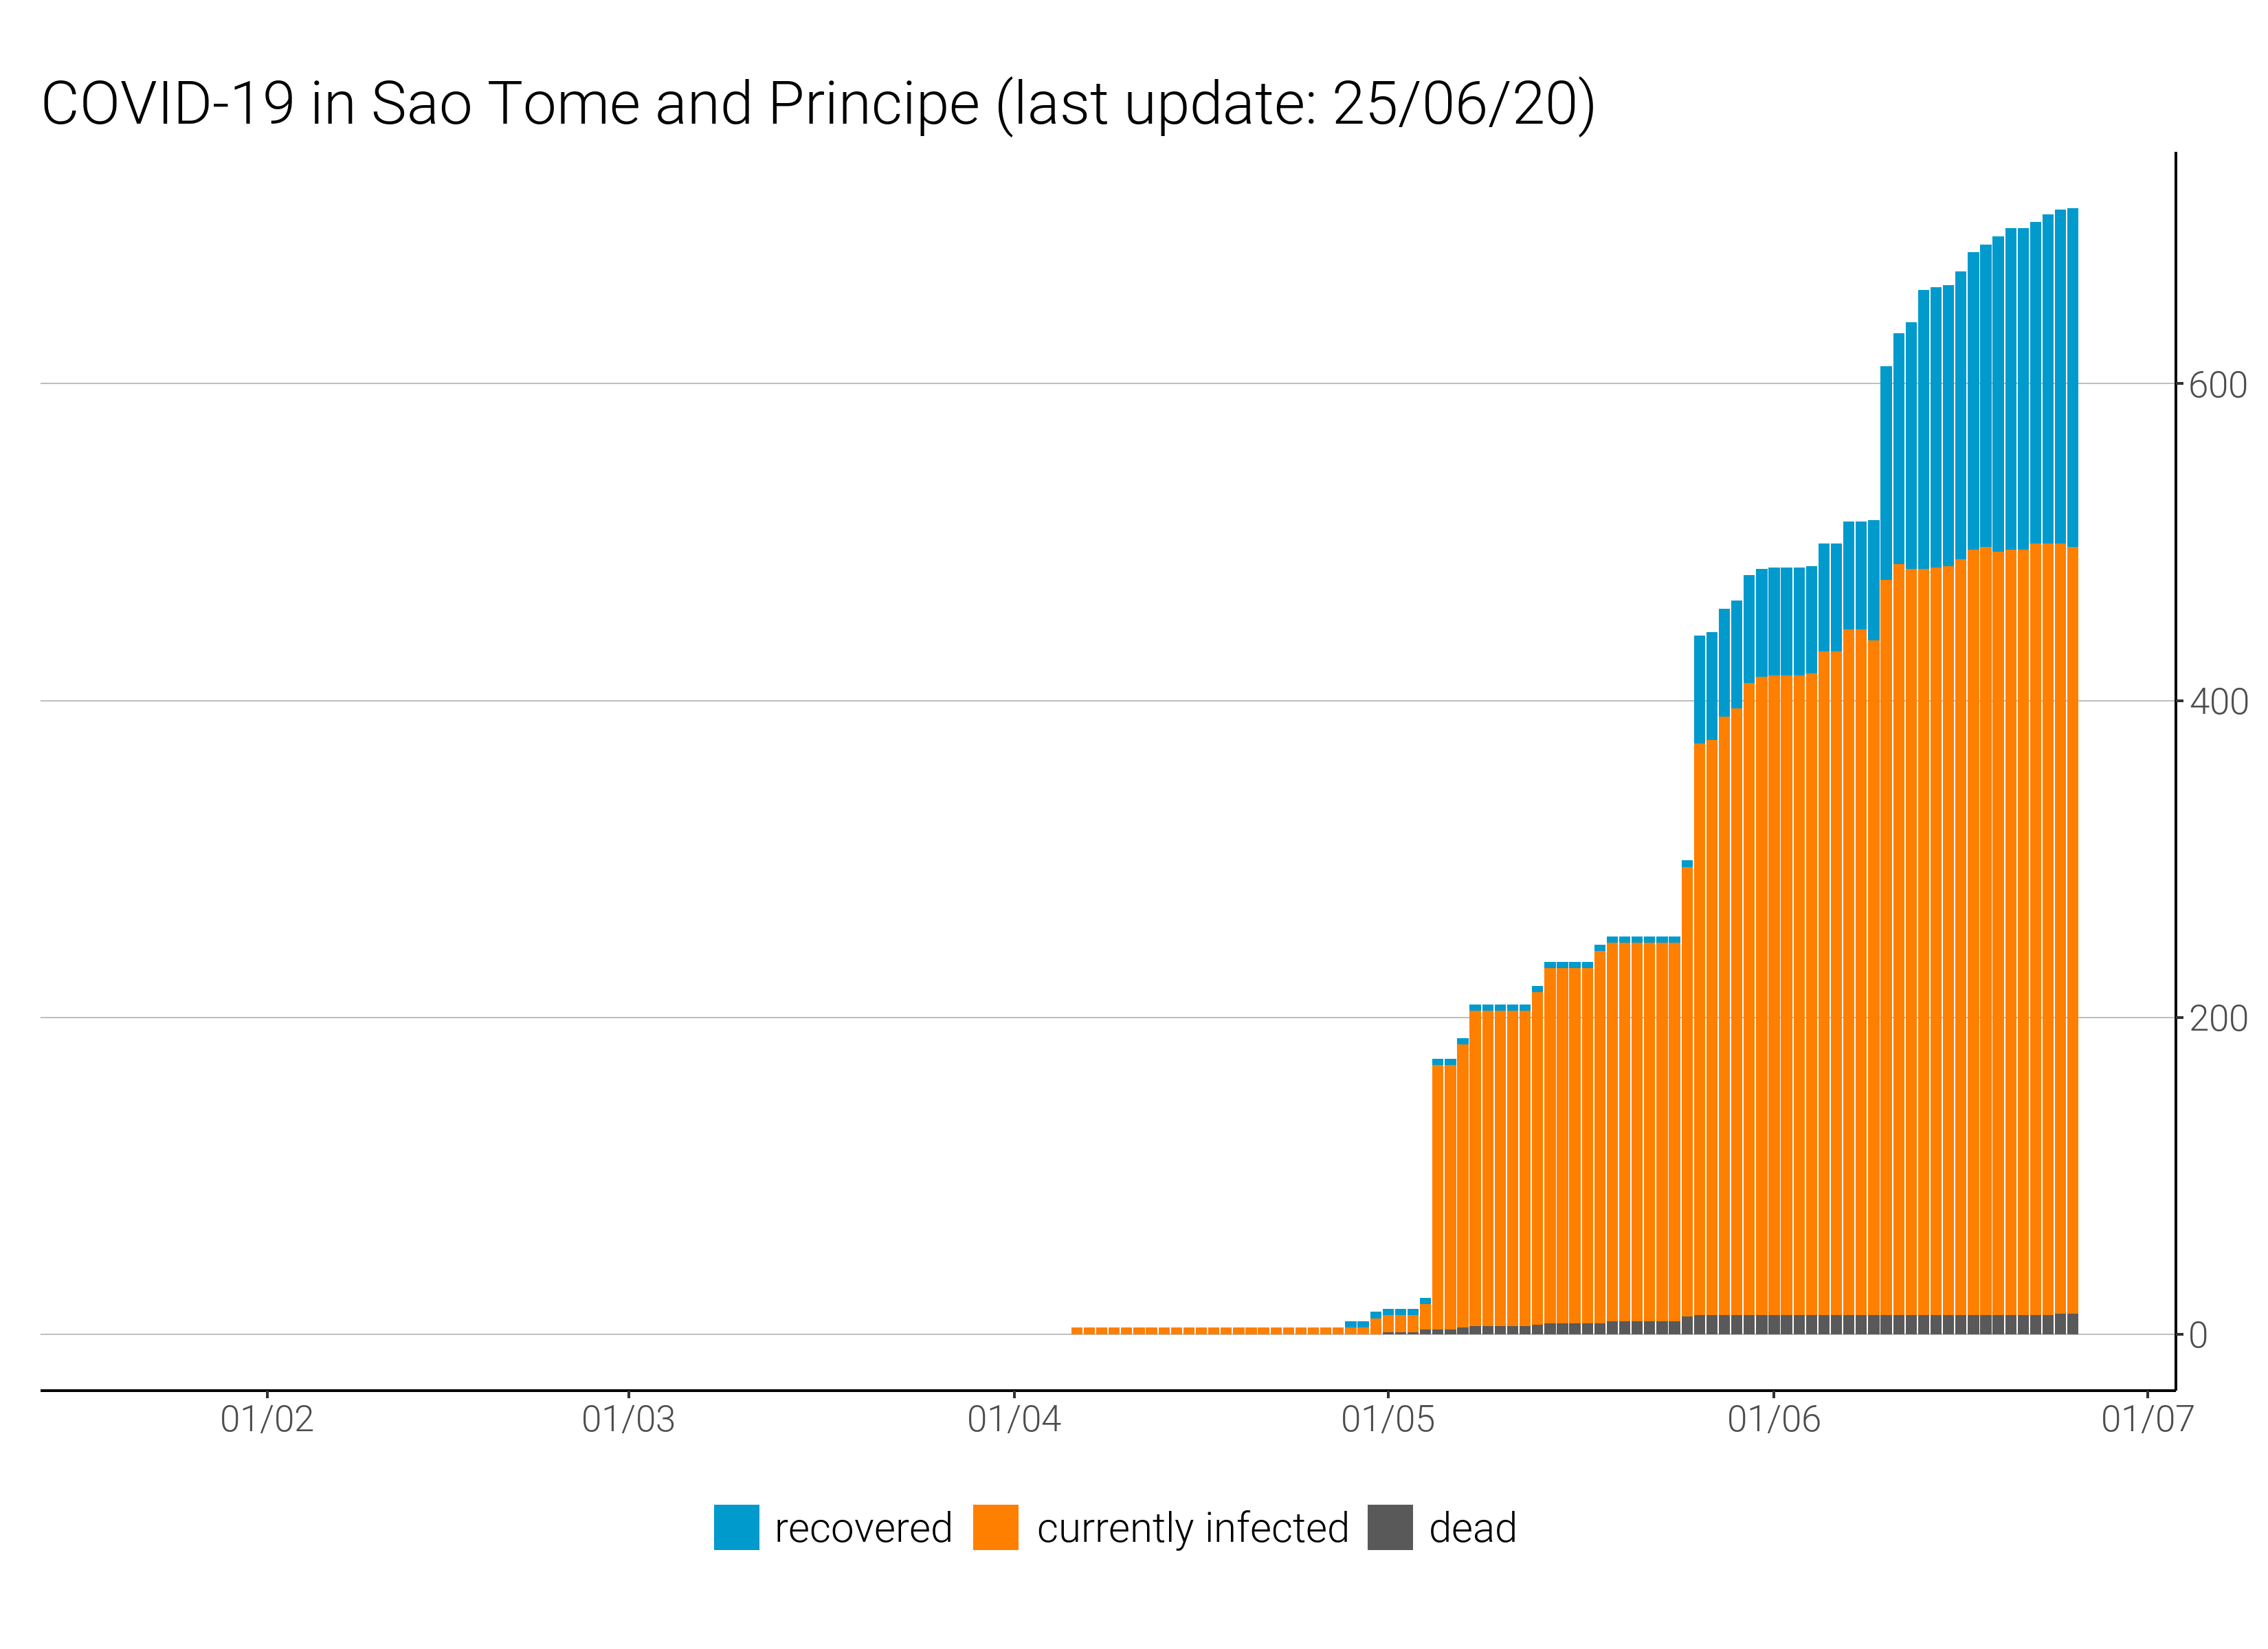 COVID-19 in Sao Tome and Principe (last update: 25/06/20)
600
400
200
0
01/02 01/03 01/04 01/05 01/06 01/07
recovered currently infected dead